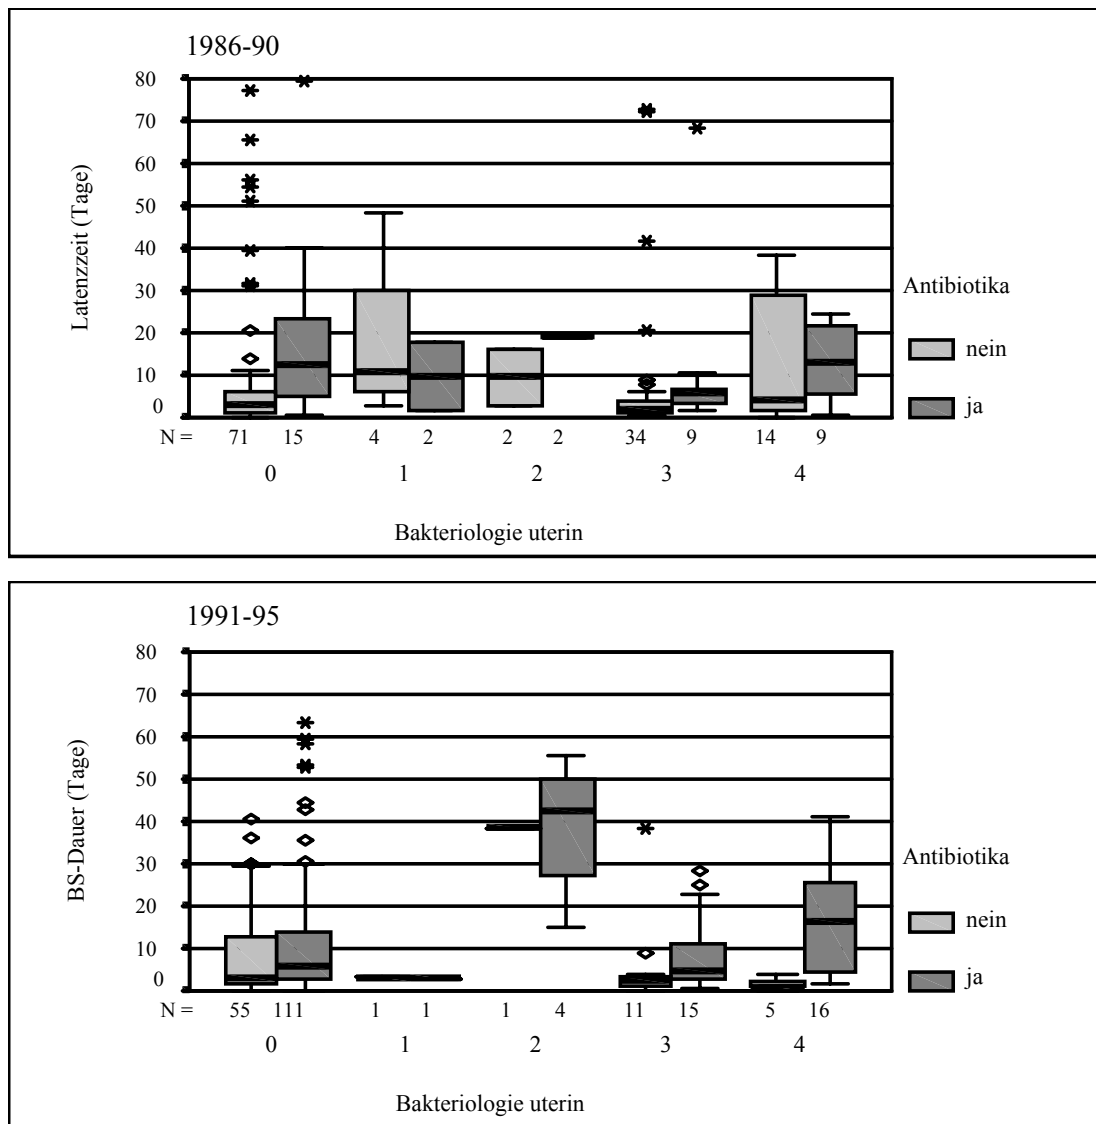 1986-90
80
70
60
50
40
30
20
10
0
Latenzzeit (Tage)
Antibiotika
nein
ja
N = 71 15 4 2 2 2 34 9 14 9
0 1 2 3 4
Bakteriologie uterin
1991-95
80
70
60
50
40
30
20
10
0
BS-Dauer (Tage)
Antibiotika
nein
ja
N = 55 111 1 1 1 4 11 15 5 16
0 1 2 3 4
Bakteriologie uterin